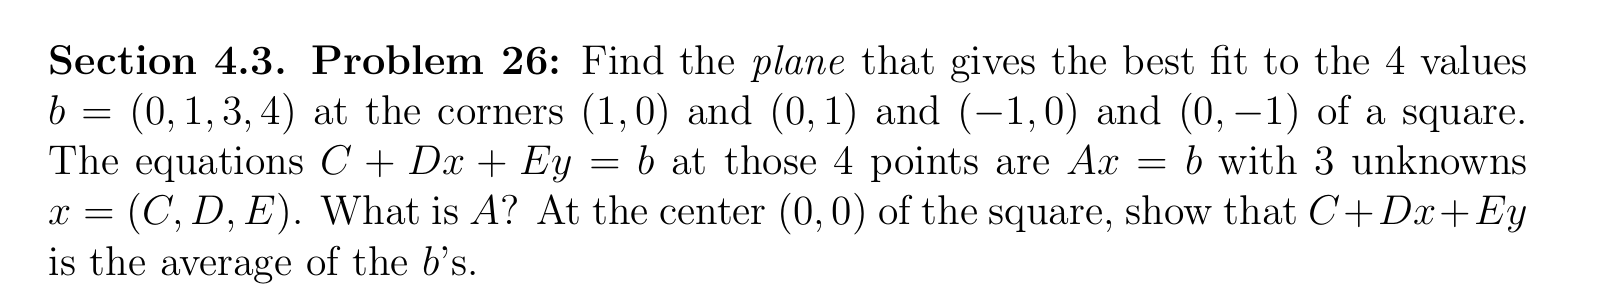 Section 4.3. Problem 26: Find the plane that gives the best fit to the 4 values
b = (0, 1, 3, 4) at the corners (1, 0) and (0, 1) and (−1, 0) and (0, −1) of a square.
The equations C + Dx + Ey = b at those 4 points are Ax = b with 3 unknowns
x = (C, D, E). What is A? At the center (0, 0) of the square, show that C + Dx + Ey
is the average of the b’s.